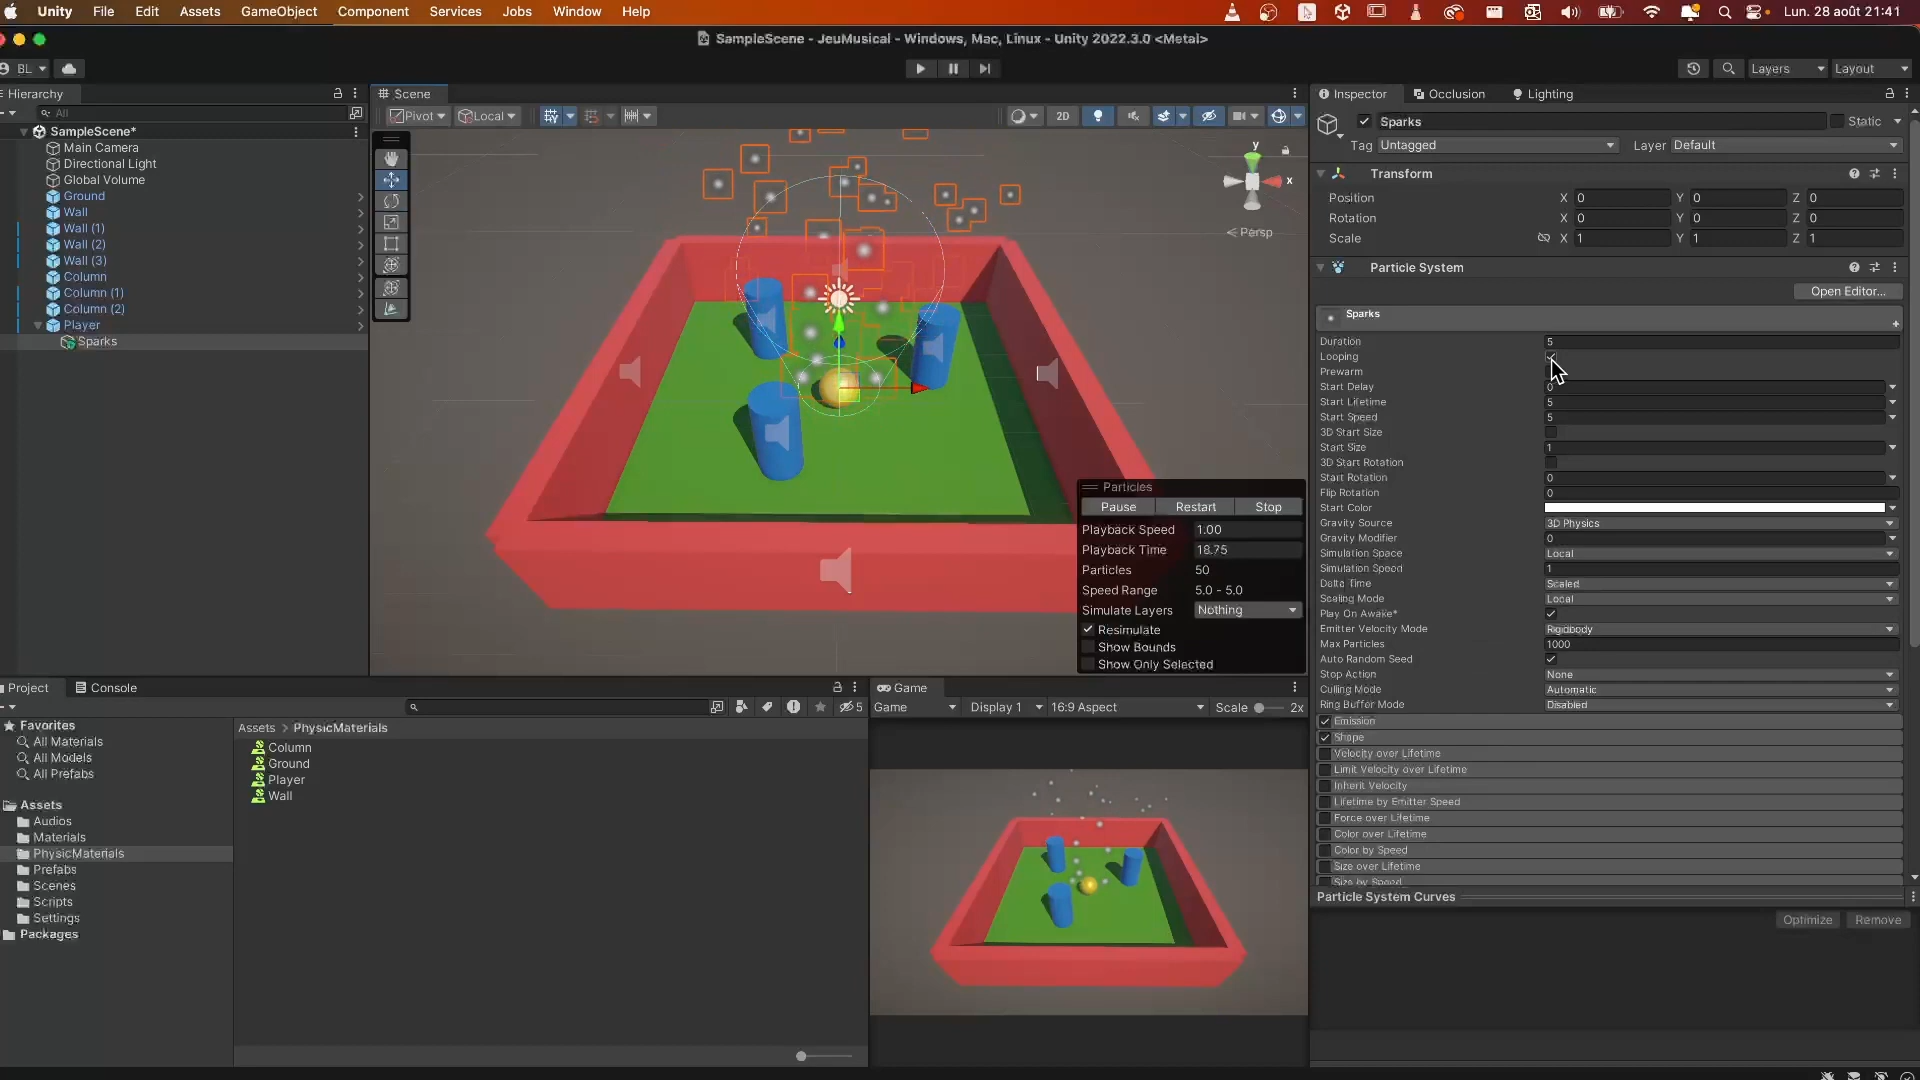 Unity File Edit Assets GameObject Component Services Jobs Window Help Lun. 28 août 21:41
SampleScene - JeuMusical - Windows, Mac, Linux - Unity 2022.3.0 <Metal>
BL Layers Layout
Hierarchy
All
SampleScene*
Main Camera
Directional Light
Global Volume
Ground
Wall
Wall (1)
Wall (2)
Wall (3)
Column
Column (1)
Column (2)
Player
Sparks
Scene
Pivot Local 2D
y
x
< Persp
Particles
Pause Restart Stop
Playback Speed 1.00
Playback Time 18.75
Particles 50
Speed Range 5.0 - 5.0
Simulate Layers Nothing
Resimulate
Show Bounds
Show Only Selected
Inspector Occlusion Lighting
Sparks Static
Tag Untagged Layer Default
Transform
Position X 0 Y 0 Z 0
Rotation X 0 Y 0 Z 0
Scale X 1 Y 1 Z 1
Particle System
Open Editor...
Sparks
Duration 5
Looping
Prewarm
Start Delay 0
Start Lifetime 5
Start Speed 5
3D Start Size
Start Size 1
3D Start Rotation
Start Rotation 0
Flip Rotation 0
Start Color
Gravity Source 3D Physics
Gravity Modifier 0
Simulation Space Local
Simulation Speed 1
Delta Time Scaled
Scaling Mode Local
Play On Awake*
Emitter Velocity Mode Rigidbody
Max Particles 1000
Auto Random Seed
Stop Action None
Culling Mode Automatic
Ring Buffer Mode Disabled
Emission
Shape
Velocity over Lifetime
Limit Velocity over Lifetime
Inherit Velocity
Lifetime by Emitter Speed
Force over Lifetime
Color over Lifetime
Color by Speed
Size over Lifetime
Size by Speed
Particle System Curves
Optimize Remove
Project Console
5
Favorites
All Materials
All Models
All Prefabs
Assets
Audios
Materials
PhysicMaterials
Prefabs
Scenes
Scripts
Settings
Packages
Assets > PhysicMaterials
Column
Ground
Player
Wall
Game
Game Display 1 16:9 Aspect Scale 2x